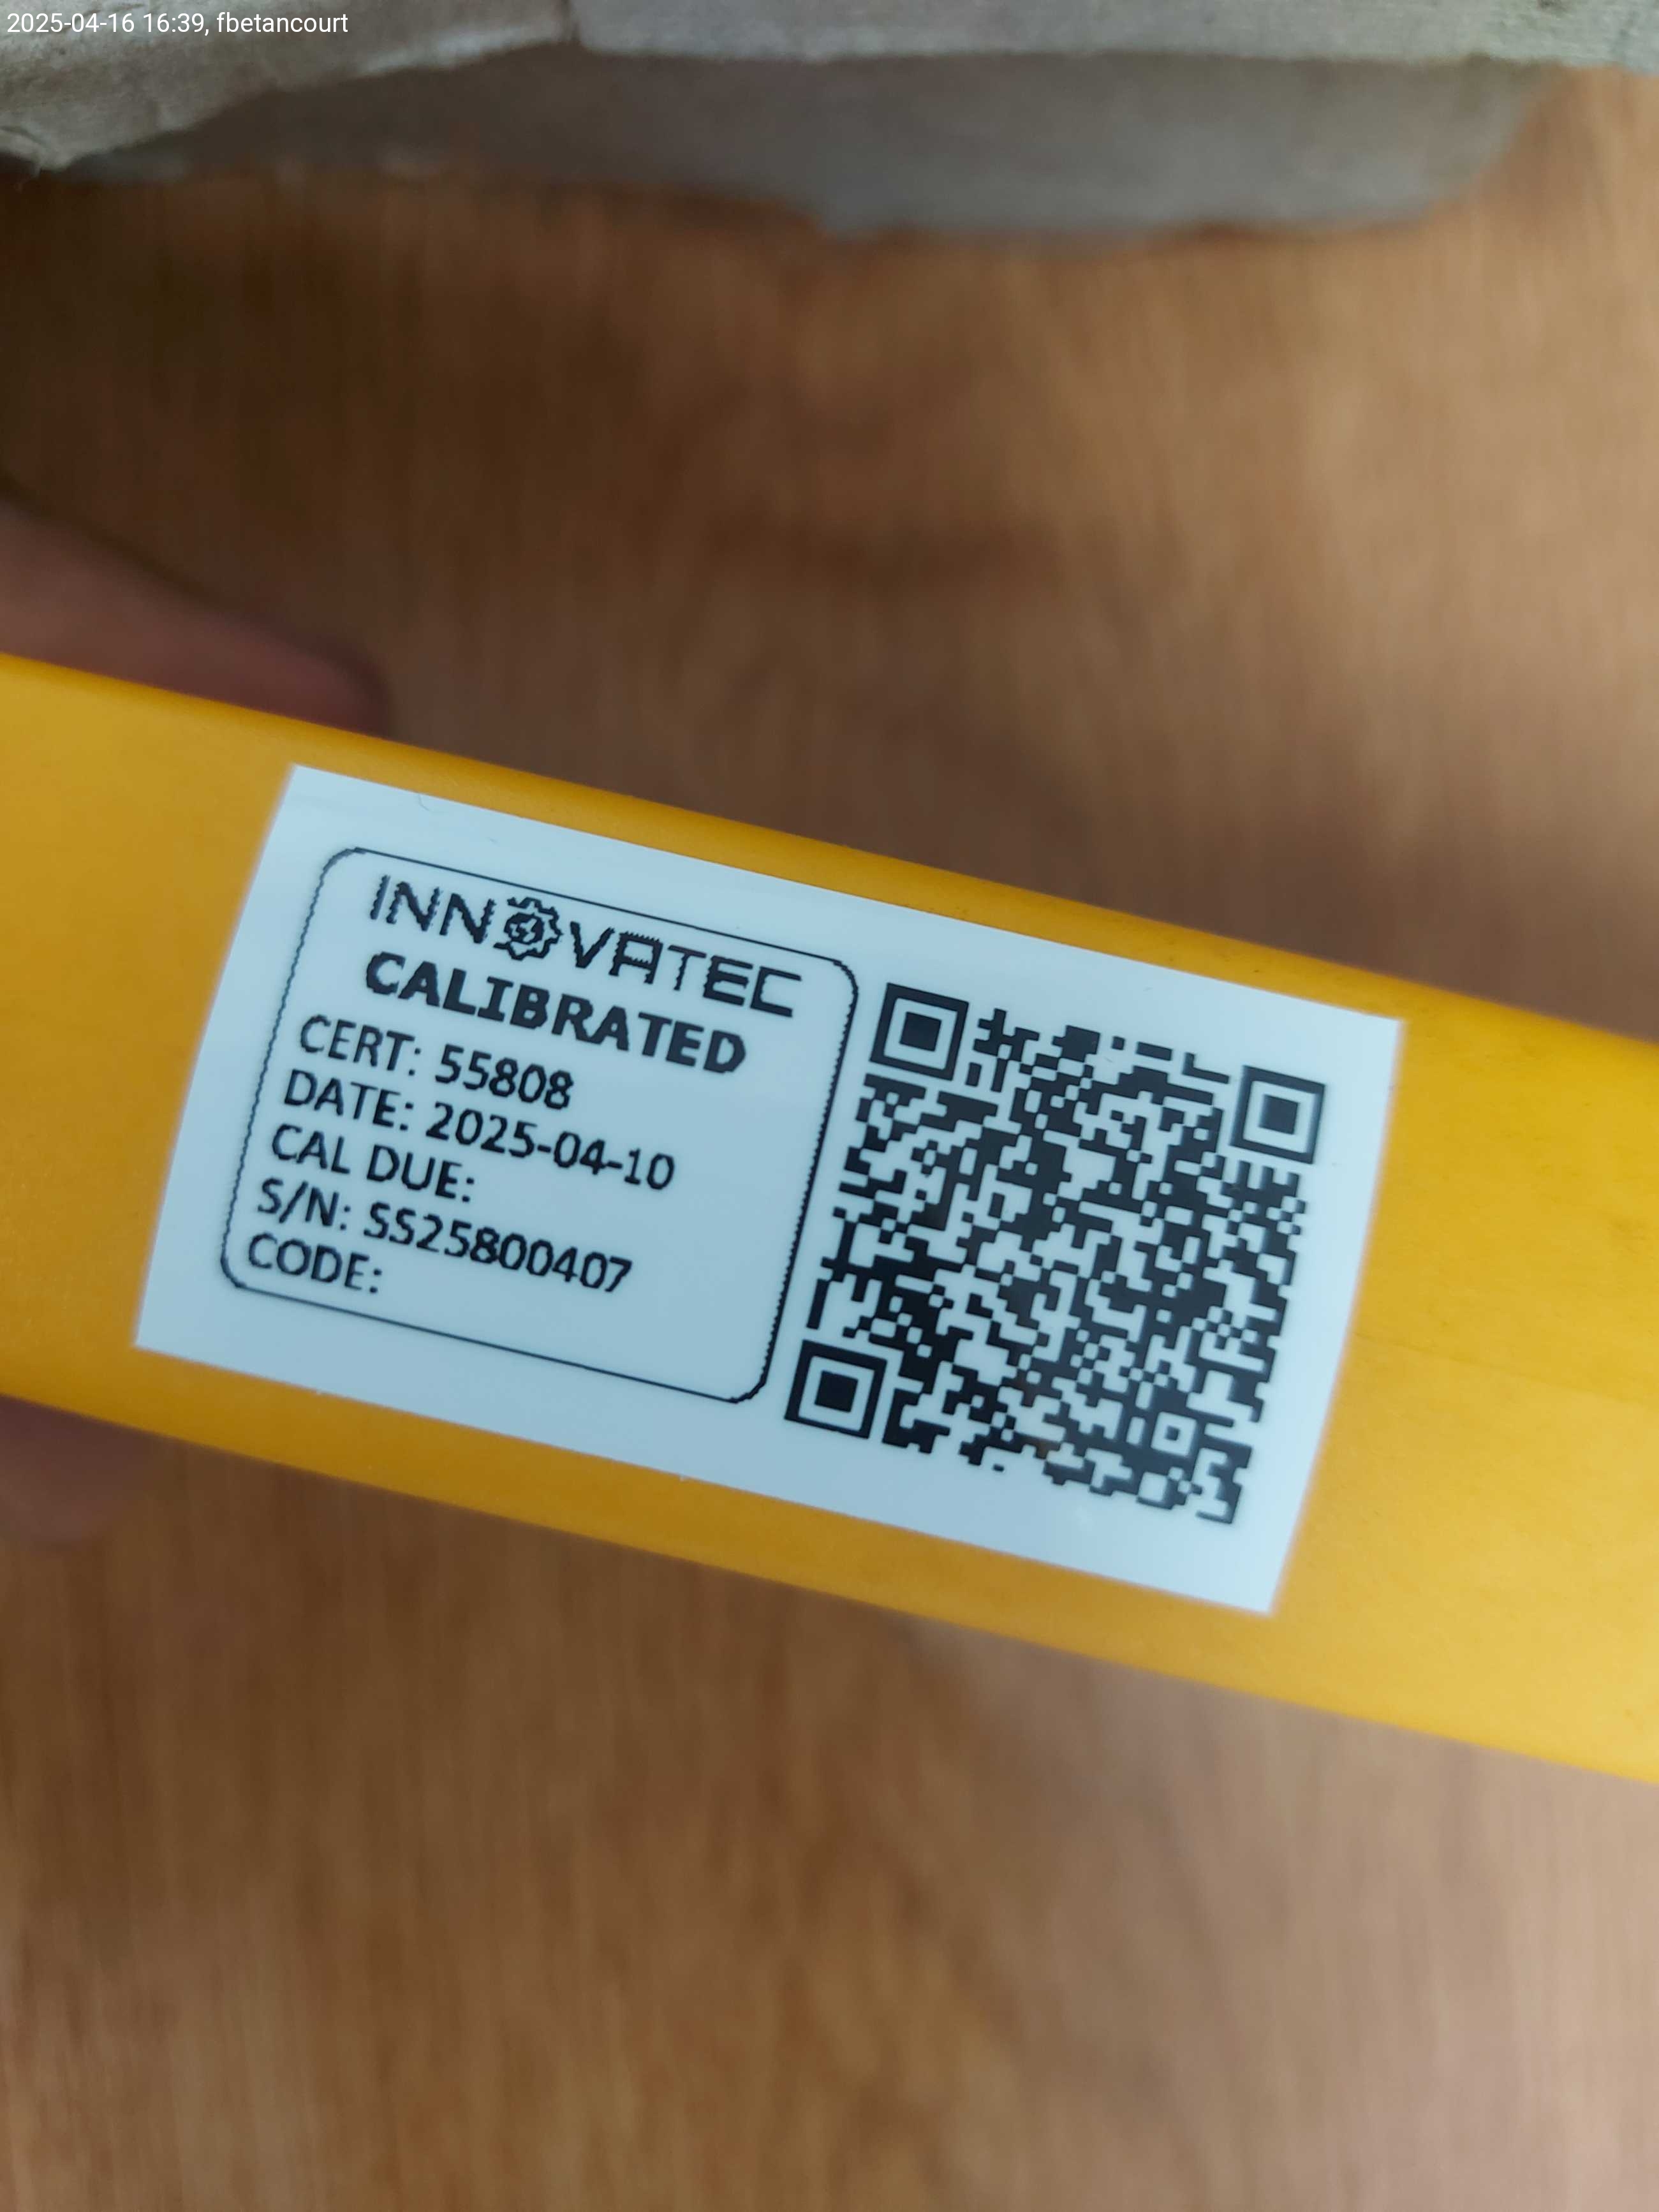 2025-04-16 16:39, fbetancourt
INNOVATEC
CALIBRATED
CERT: 55808
DATE: 2025-04-10
CAL DUE:
S/N: SS25800407
CODE: